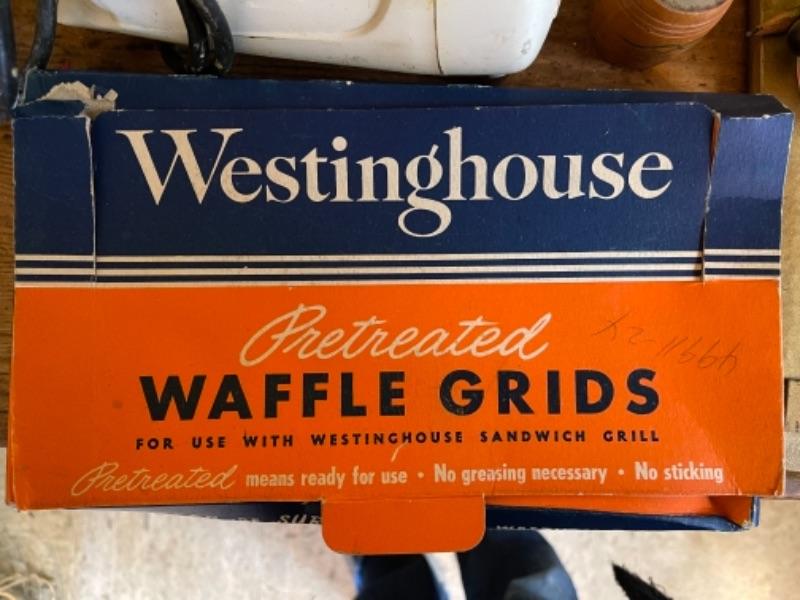 Westinghouse
Pretreated
WAFFLE GRIDS
FOR USE WITH WESTINGHOUSE SANDWICH GRILL
Pretreated means ready for use • No greasing necessary • No sticking